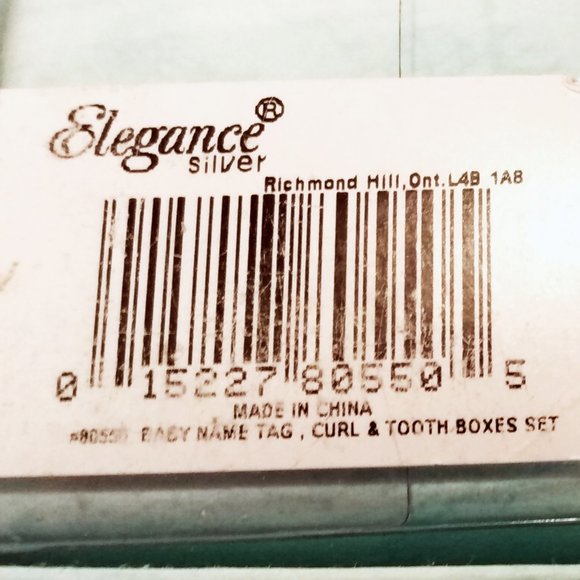 Elegance®
silver
Richmond Hill, Ont. L4B 1A8
0 15227 80550 5
MADE IN CHINA
#80550 BABY NAME TAG , CURL & TOOTH BOXES SET